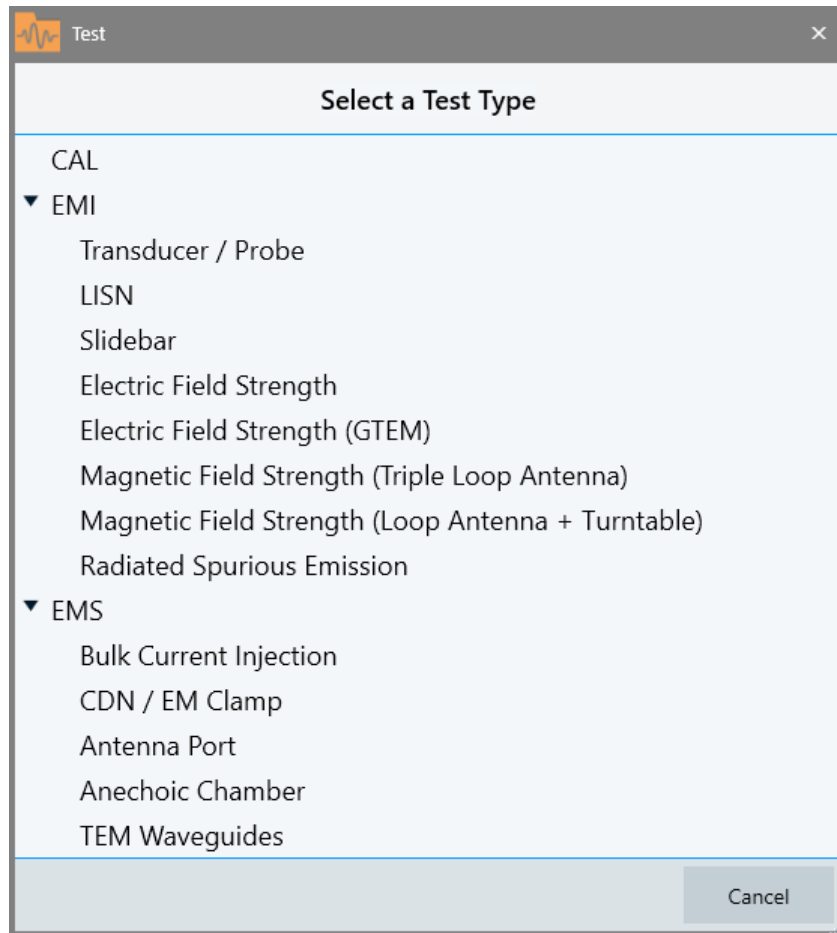 Test
Select a Test Type
CAL
EMI
Transducer / Probe
LISN
Slidebar
Electric Field Strength
Electric Field Strength (GTEM)
Magnetic Field Strength (Triple Loop Antenna)
Magnetic Field Strength (Loop Antenna + Turntable)
Radiated Spurious Emission
EMS
Bulk Current Injection
CDN / EM Clamp
Antenna Port
Anechoic Chamber
TEM Waveguides
Cancel